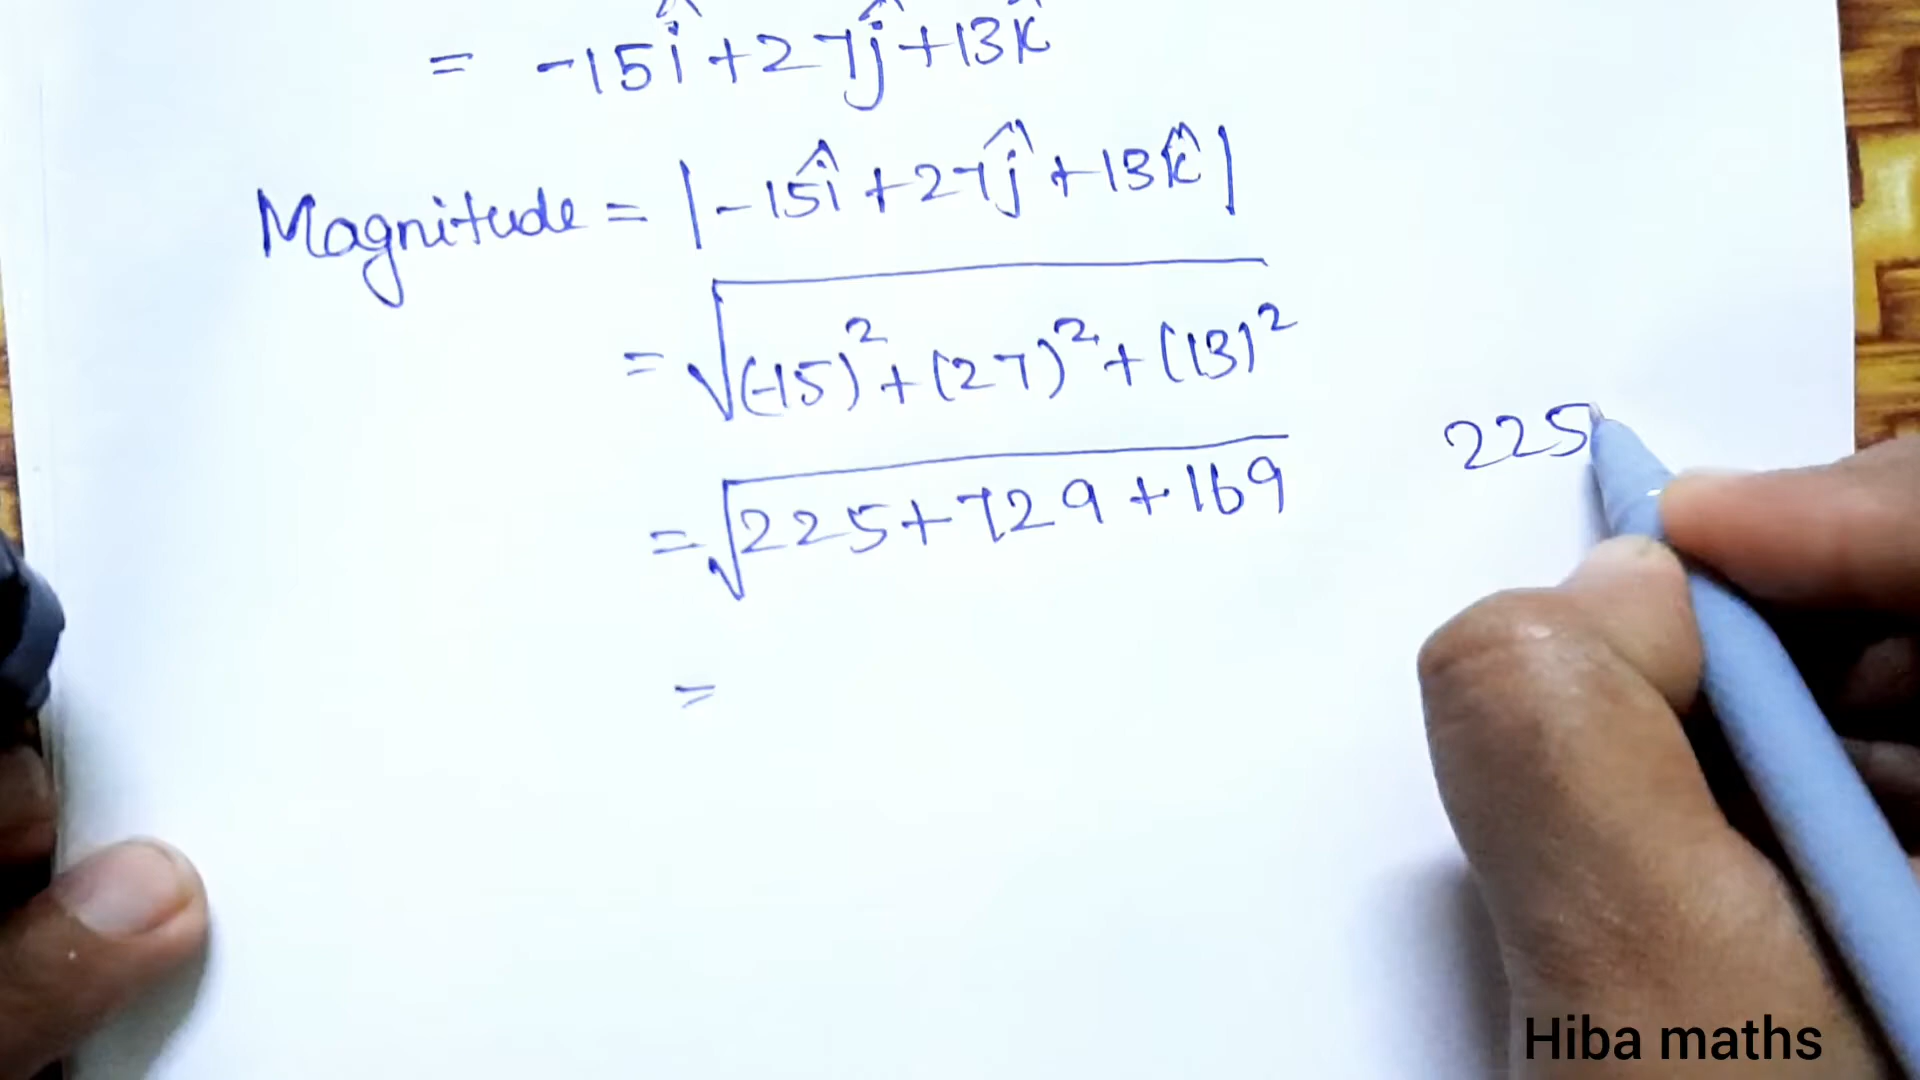 = -15î+27ĵ+13k̂
Magnitude = |-15î+27ĵ+13k̂|
= √(-15)²+(27)²+(13)²
= √225+729+169
225
=
Hiba maths